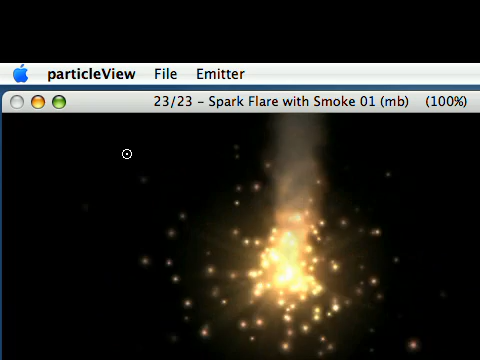 particleView File Emitter
23/23 – Spark Flare with Smoke 01 (mb) (100%)